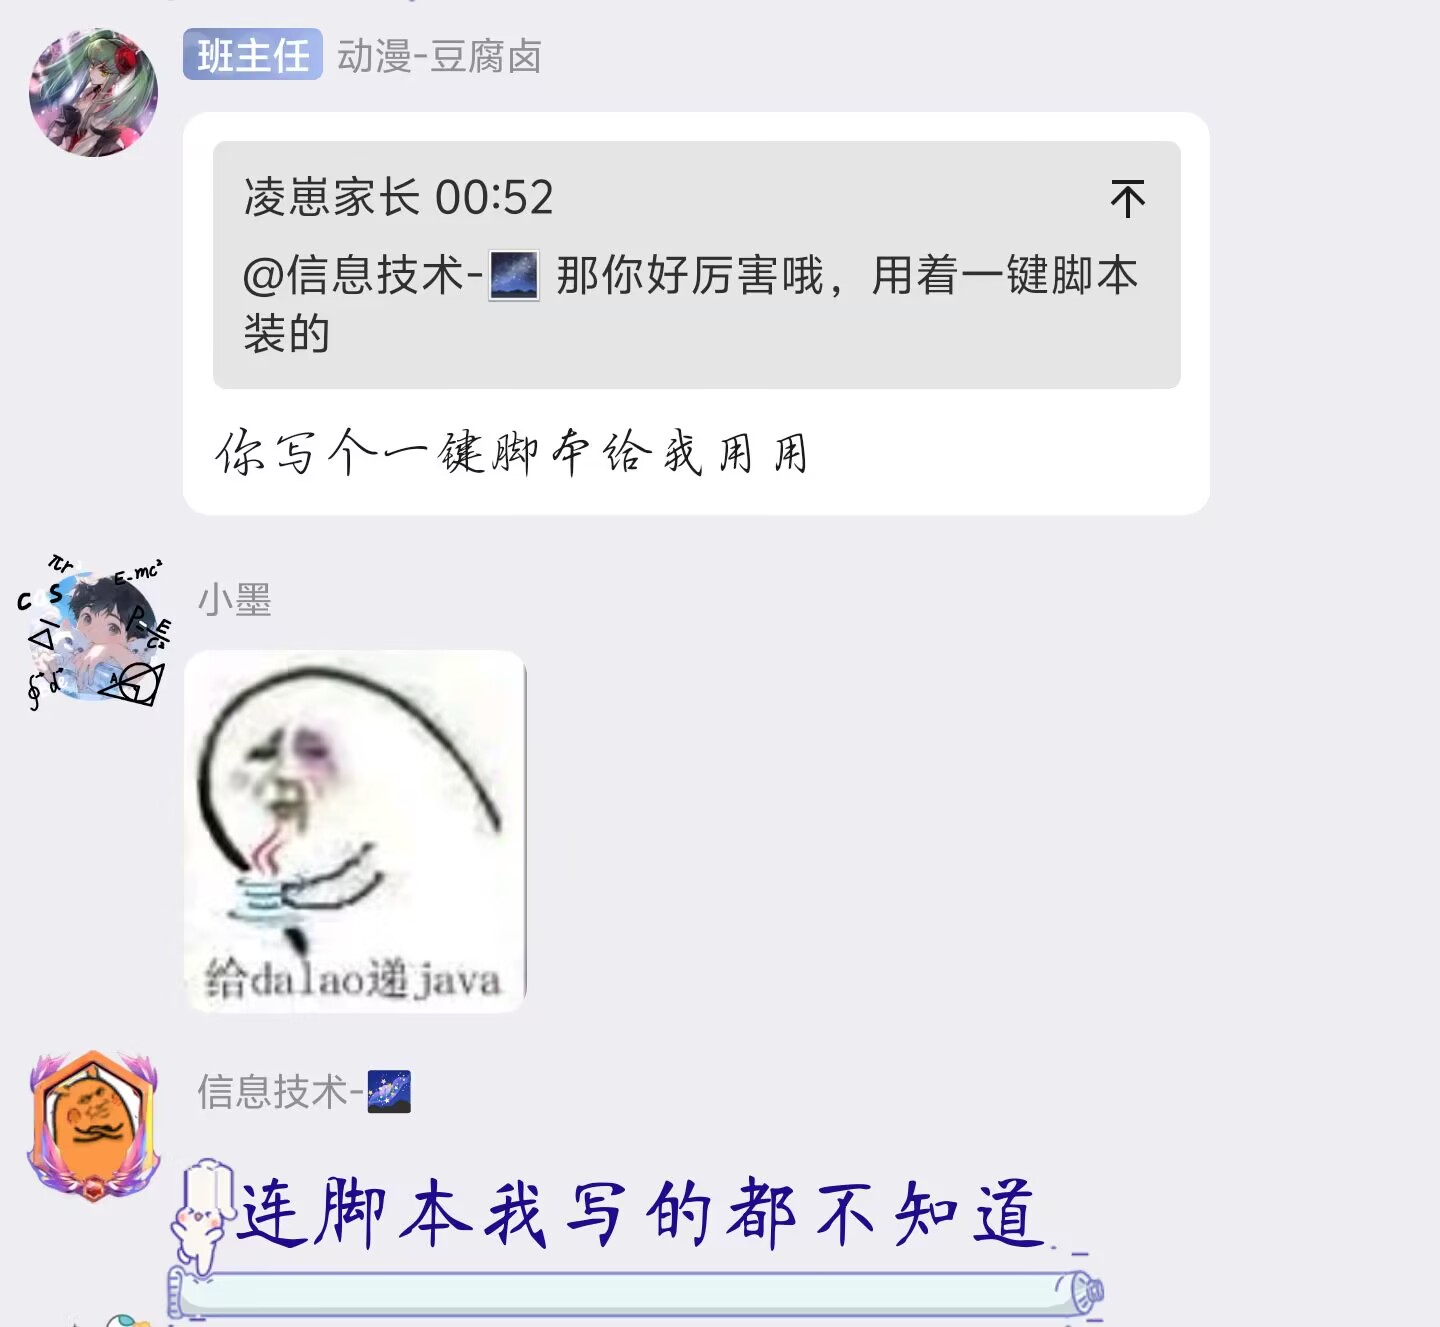 班主任 动漫-豆腐卤
凌崽家长 00:52
@信息技术- 那你好厉害哦，用着一键脚本
装的
你写个一键脚本给我用用
πr
E=mc²
cos
小墨
给dalao递java
信息技术-
连脚本我写的都不知道